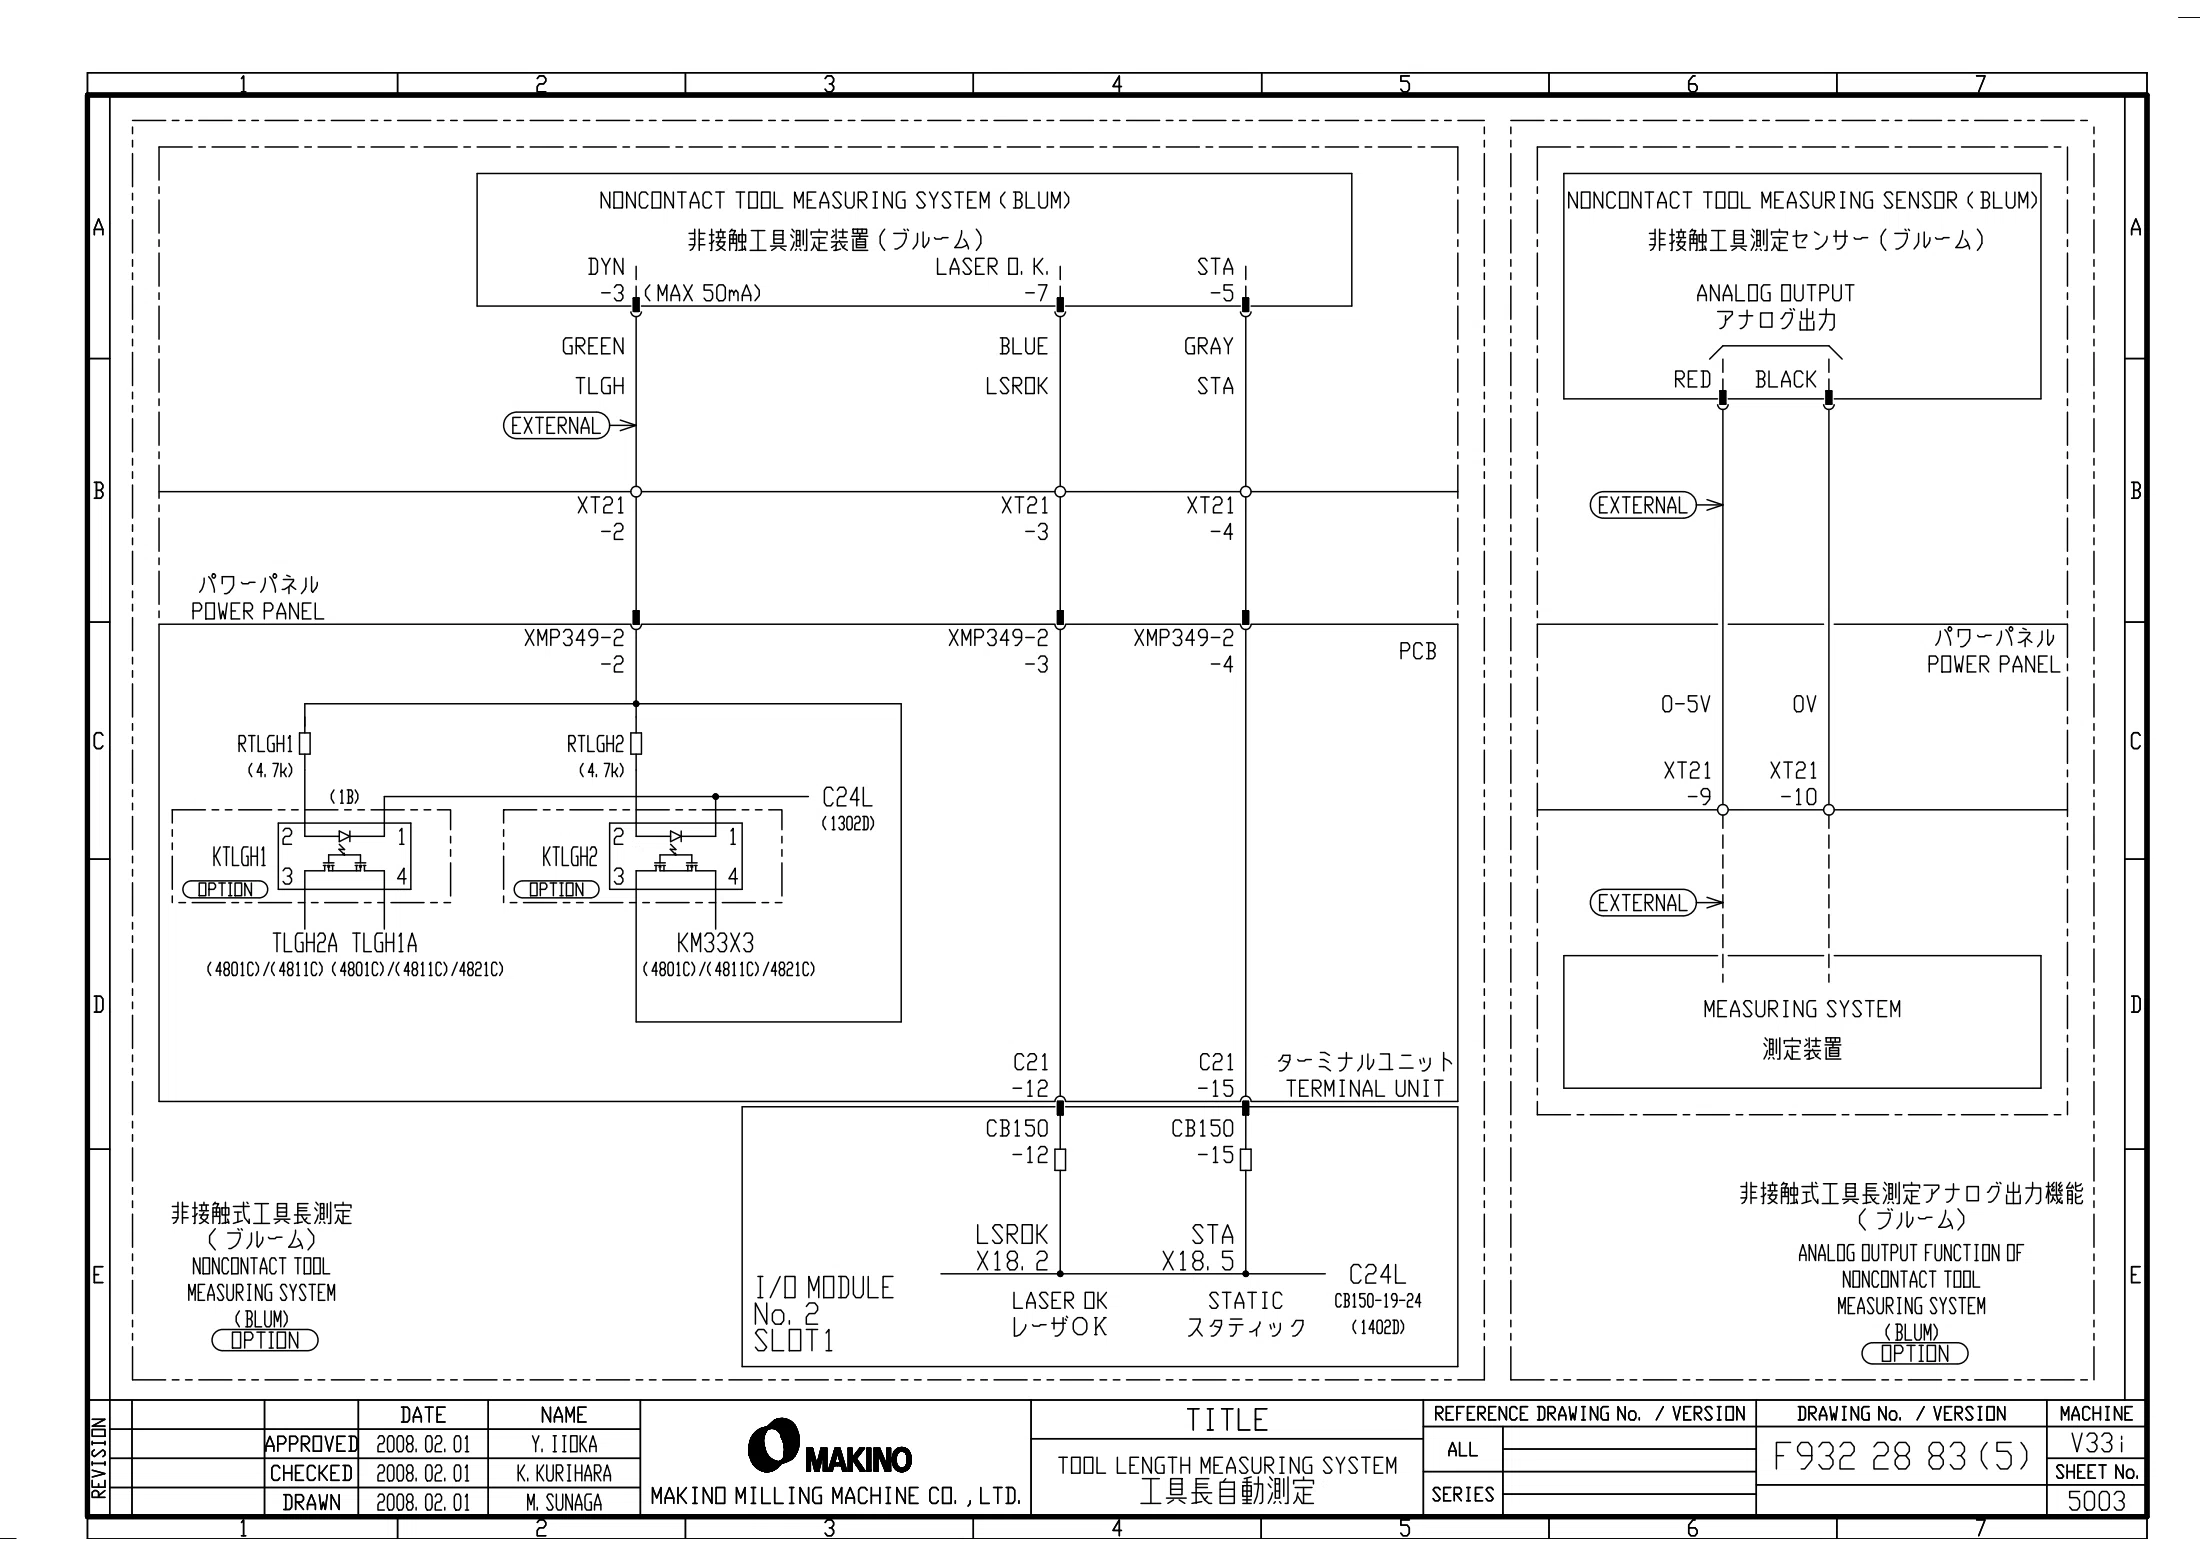 1 2 3 4 5 6 7
A
B
C
D
E
NONCONTACT TOOL MEASURING SYSTEM (BLUM)
非接触工具測定装置(ブルーム)
DYN
-3 (MAX 50mA)
LASER O.K.
-7
STA
-5
GREEN
TLGH
BLUE
LSROK
GRAY
STA
EXTERNAL
XT21
-2
XT21
-3
XT21
-4
パワーパネル
POWER PANEL
XMP349-2
-2
XMP349-2
-3
XMP349-2
-4
PCB
RTLGH1
(4.7k)
RTLGH2
(4.7k)
(1B)
C24L
(1302D)
KTLGH1
OPTION
2 1
3 4
KTLGH2
OPTION
2 1
3 4
TLGH2A TLGH1A
(4801C)/(4811C) (4801C)/(4811C)/4821C)
KM33X3
(4801C)/(4811C)/4821C)
C21
-12
C21
-15
ターミナルユニット
TERMINAL UNIT
CB150
-12
CB150
-15
LSROK
X18.2
STA
X18.5
C24L
CB150-19-24
(1402D)
LASER OK
レーザOK
STATIC
スタティック
I/O MODULE
No.2
SLOT1
非接触式工具長測定
(ブルーム)
NONCONTACT TOOL
MEASURING SYSTEM
(BLUM)
OPTION
NONCONTACT TOOL MEASURING SENSOR (BLUM)
非接触工具測定センサー(ブルーム)
ANALOG OUTPUT
アナログ出力
RED BLACK
EXTERNAL
パワーパネル
POWER PANEL
0-5V 0V
XT21
-9
XT21
-10
EXTERNAL
MEASURING SYSTEM
測定装置
非接触式工具長測定アナログ出力機能
(ブルーム)
ANALOG OUTPUT FUNCTION OF
NONCONTACT TOOL
MEASURING SYSTEM
(BLUM)
OPTION
A
B
C
D
E
REVISION
DATE NAME
APPROVED 2008.02.01 Y.IIOKA
CHECKED 2008.02.01 K.KURIHARA
DRAWN 2008.02.01 M.SUNAGA
MAKINO
MAKINO MILLING MACHINE CO.,LTD.
TITLE
TOOL LENGTH MEASURING SYSTEM
工具長自動測定
REFERENCE DRAWING No. / VERSION
ALL
SERIES
DRAWING No. / VERSION
F932 28 83(5)
MACHINE
V33i
SHEET No.
5003
1 2 3 4 5 6 7